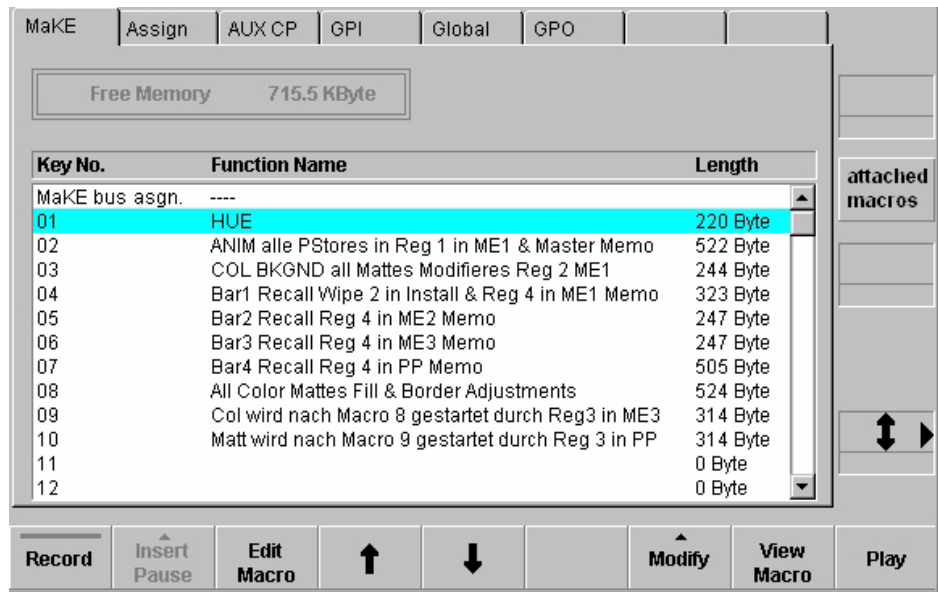 MaKE Assign AUX CP GPI Global GPO
Free Memory 715.5 KByte
Key No. Function Name Length
attached macros
MaKE bus asgn. ----
01 HUE 220 Byte
02 ANIM alle PStores in Reg 1 in ME1 & Master Memo 522 Byte
03 COL BKGND all Mattes Modifieres Reg 2 ME1 244 Byte
04 Bar1 Recall Wipe 2 in Install & Reg 4 in ME1 Memo 323 Byte
05 Bar2 Recall Reg 4 in ME2 Memo 247 Byte
06 Bar3 Recall Reg 4 in ME3 Memo 247 Byte
07 Bar4 Recall Reg 4 in PP Memo 505 Byte
08 All Color Mattes Fill & Border Adjustments 524 Byte
09 Col wird nach Macro 8 gestartet durch Reg3 in ME3 314 Byte
10 Matt wird nach Macro 9 gestartet durch Reg 3 in PP 314 Byte
11 0 Byte
12 0 Byte
Record Insert Pause Edit Macro Modify View Macro Play